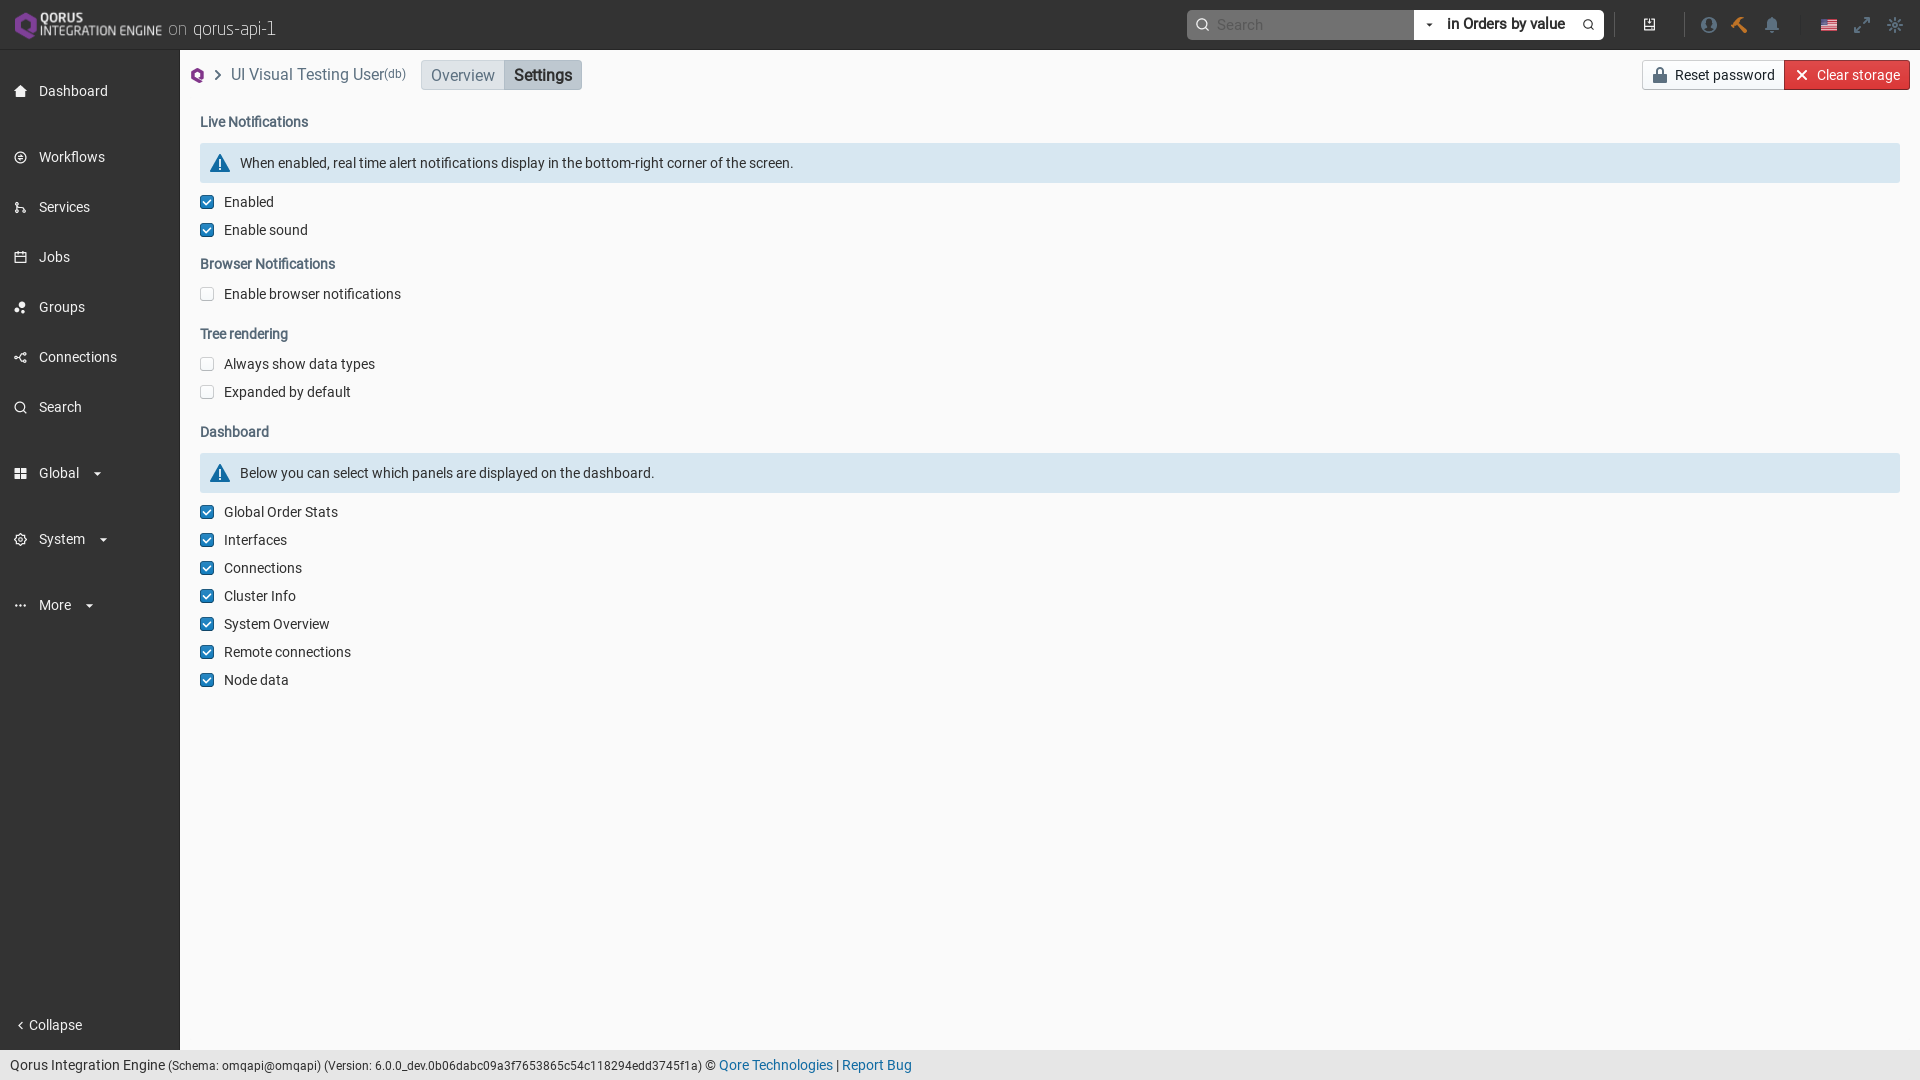 QORUS
INTEGRATION ENGINE on qorus-api-1
Search
in Orders by value
UI Visual Testing User(db)
Overview
Settings
Reset password
Clear storage
Dashboard
Workflows
Services
Jobs
Groups
Connections
Search
Global
System
More
Collapse
Live Notifications
When enabled, real time alert notifications display in the bottom-right corner of the screen.
Enabled
Enable sound
Browser Notifications
Enable browser notifications
Tree rendering
Always show data types
Expanded by default
Dashboard
Below you can select which panels are displayed on the dashboard.
Global Order Stats
Interfaces
Connections
Cluster Info
System Overview
Remote connections
Node data
Qorus Integration Engine (Schema: omqapi@omqapi) (Version: 6.0.0_dev.0b06dabc09a3f7653865c54c118294edd3745f1a) © Qore Technologies | Report Bug